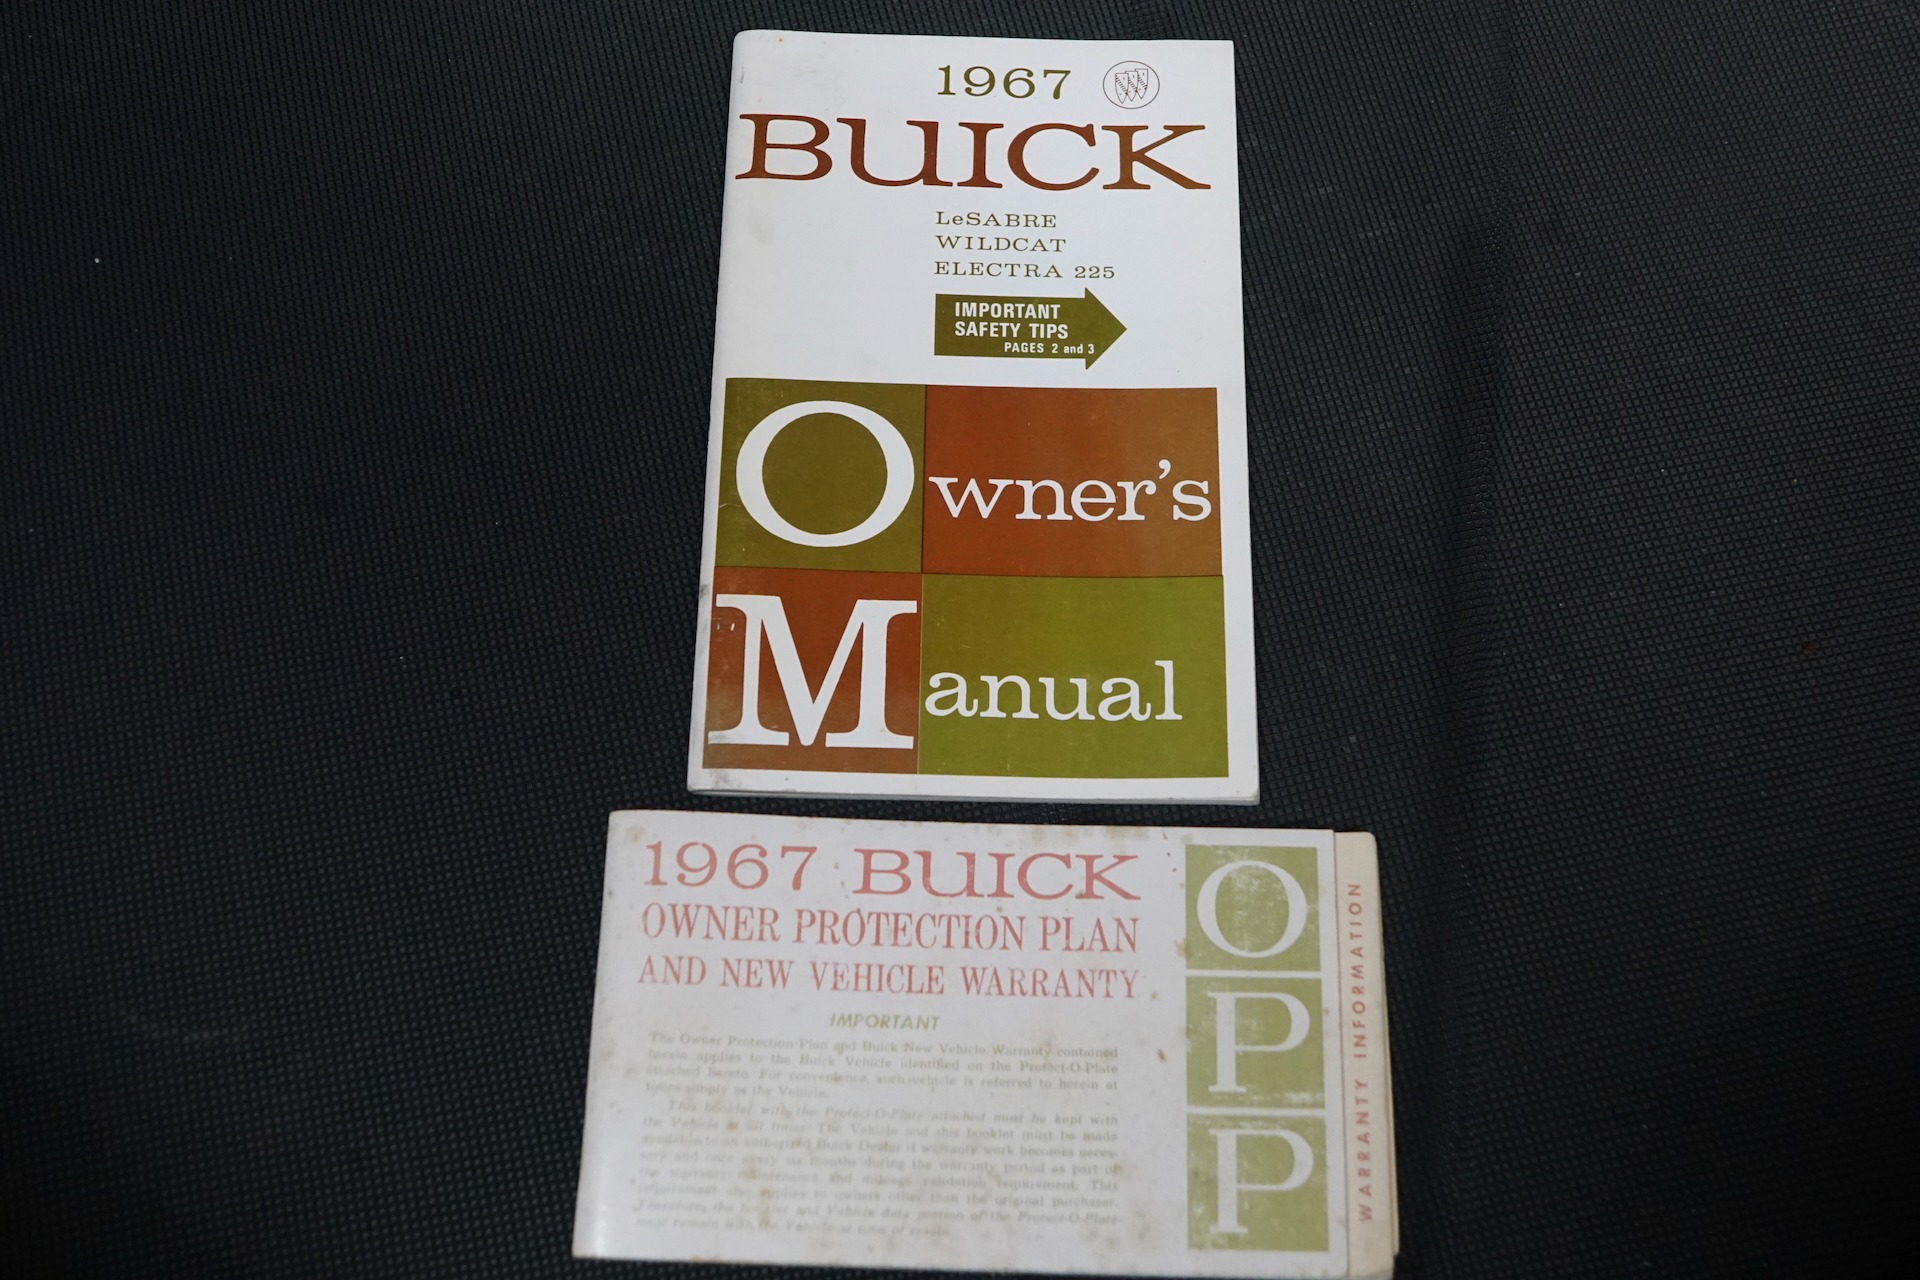 1967
BUICK
LeSABRE
WILDCAT
ELECTRA 225
IMPORTANT
SAFETY TIPS
PAGES 2 and 3
Owner's
Manual
1967 BUICK
OWNER PROTECTION PLAN
AND NEW VEHICLE WARRANTY
IMPORTANT
The Owner Protection Plan and Buick New Vehicle Warranty contained
herein applies to the Buick Vehicle identified on the Protect-O-Plate
attached hereto. For convenience, such vehicle is referred to herein at
times simply as the Vehicle.
This booklet with the Protect-O-Plate attached must be kept with
the Vehicle at all times. The Vehicle and this booklet must be made
available to an authorized Buick Dealer if warranty work becomes neces-
sary and once every six months during the warranty period as part of
the warranty maintenance and mileage validation requirement. This
requirement also applies to owners other than the original purchaser.
Therefore, the booklet and Vehicle data portion of the Protect-O-Plate
must remain with the Vehicle at time of resale.
O
P
P
WARRANTY INFORMATION